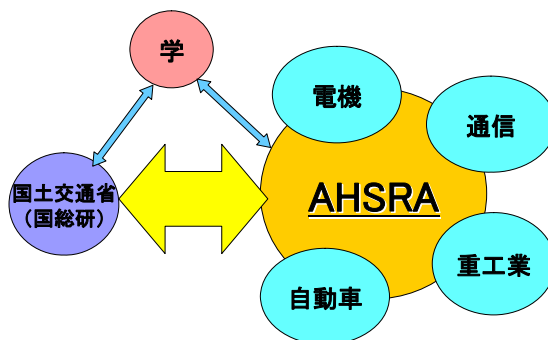 学
電機
通信
国土交通省
（国総研）
AHSRA
重工業
自動車